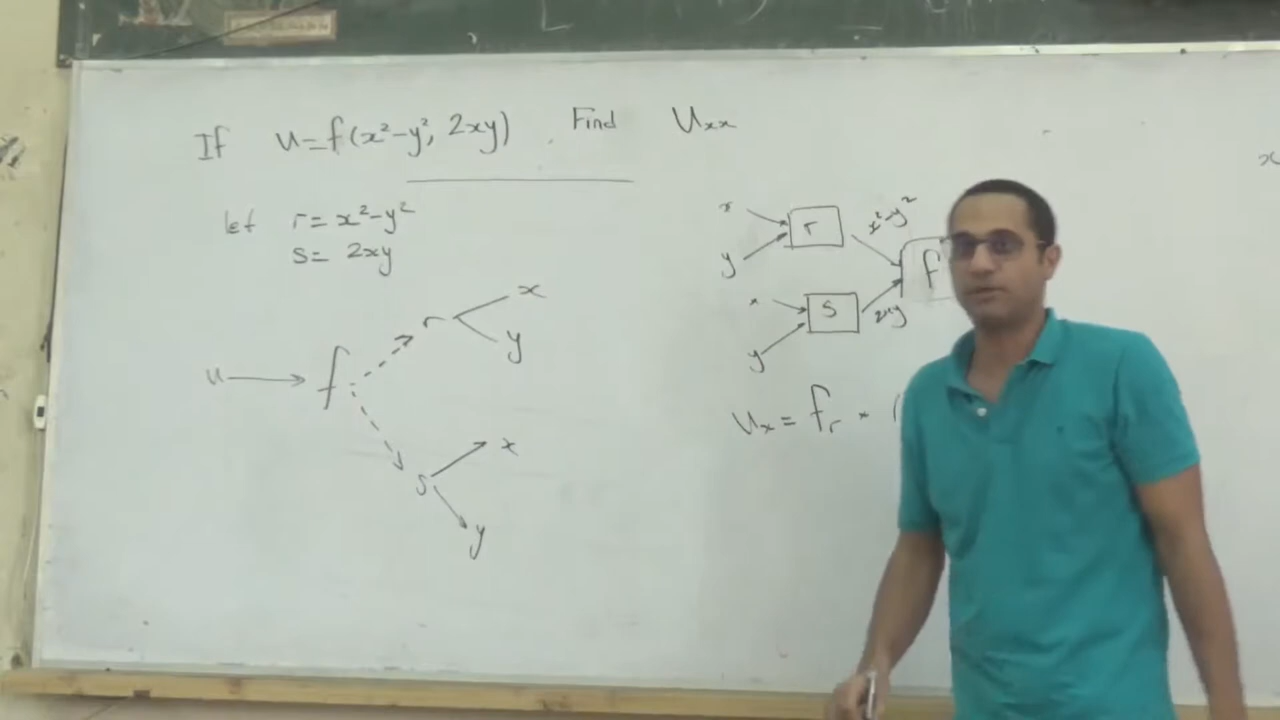 If u=f(x²-y², 2xy) . Find Uxx
let r= x²-y²
s= 2xy
x
r
y
u f
x
s
y
x
r
x²-y²
y
f
x
s
2xy
y
Ux= fr *
x